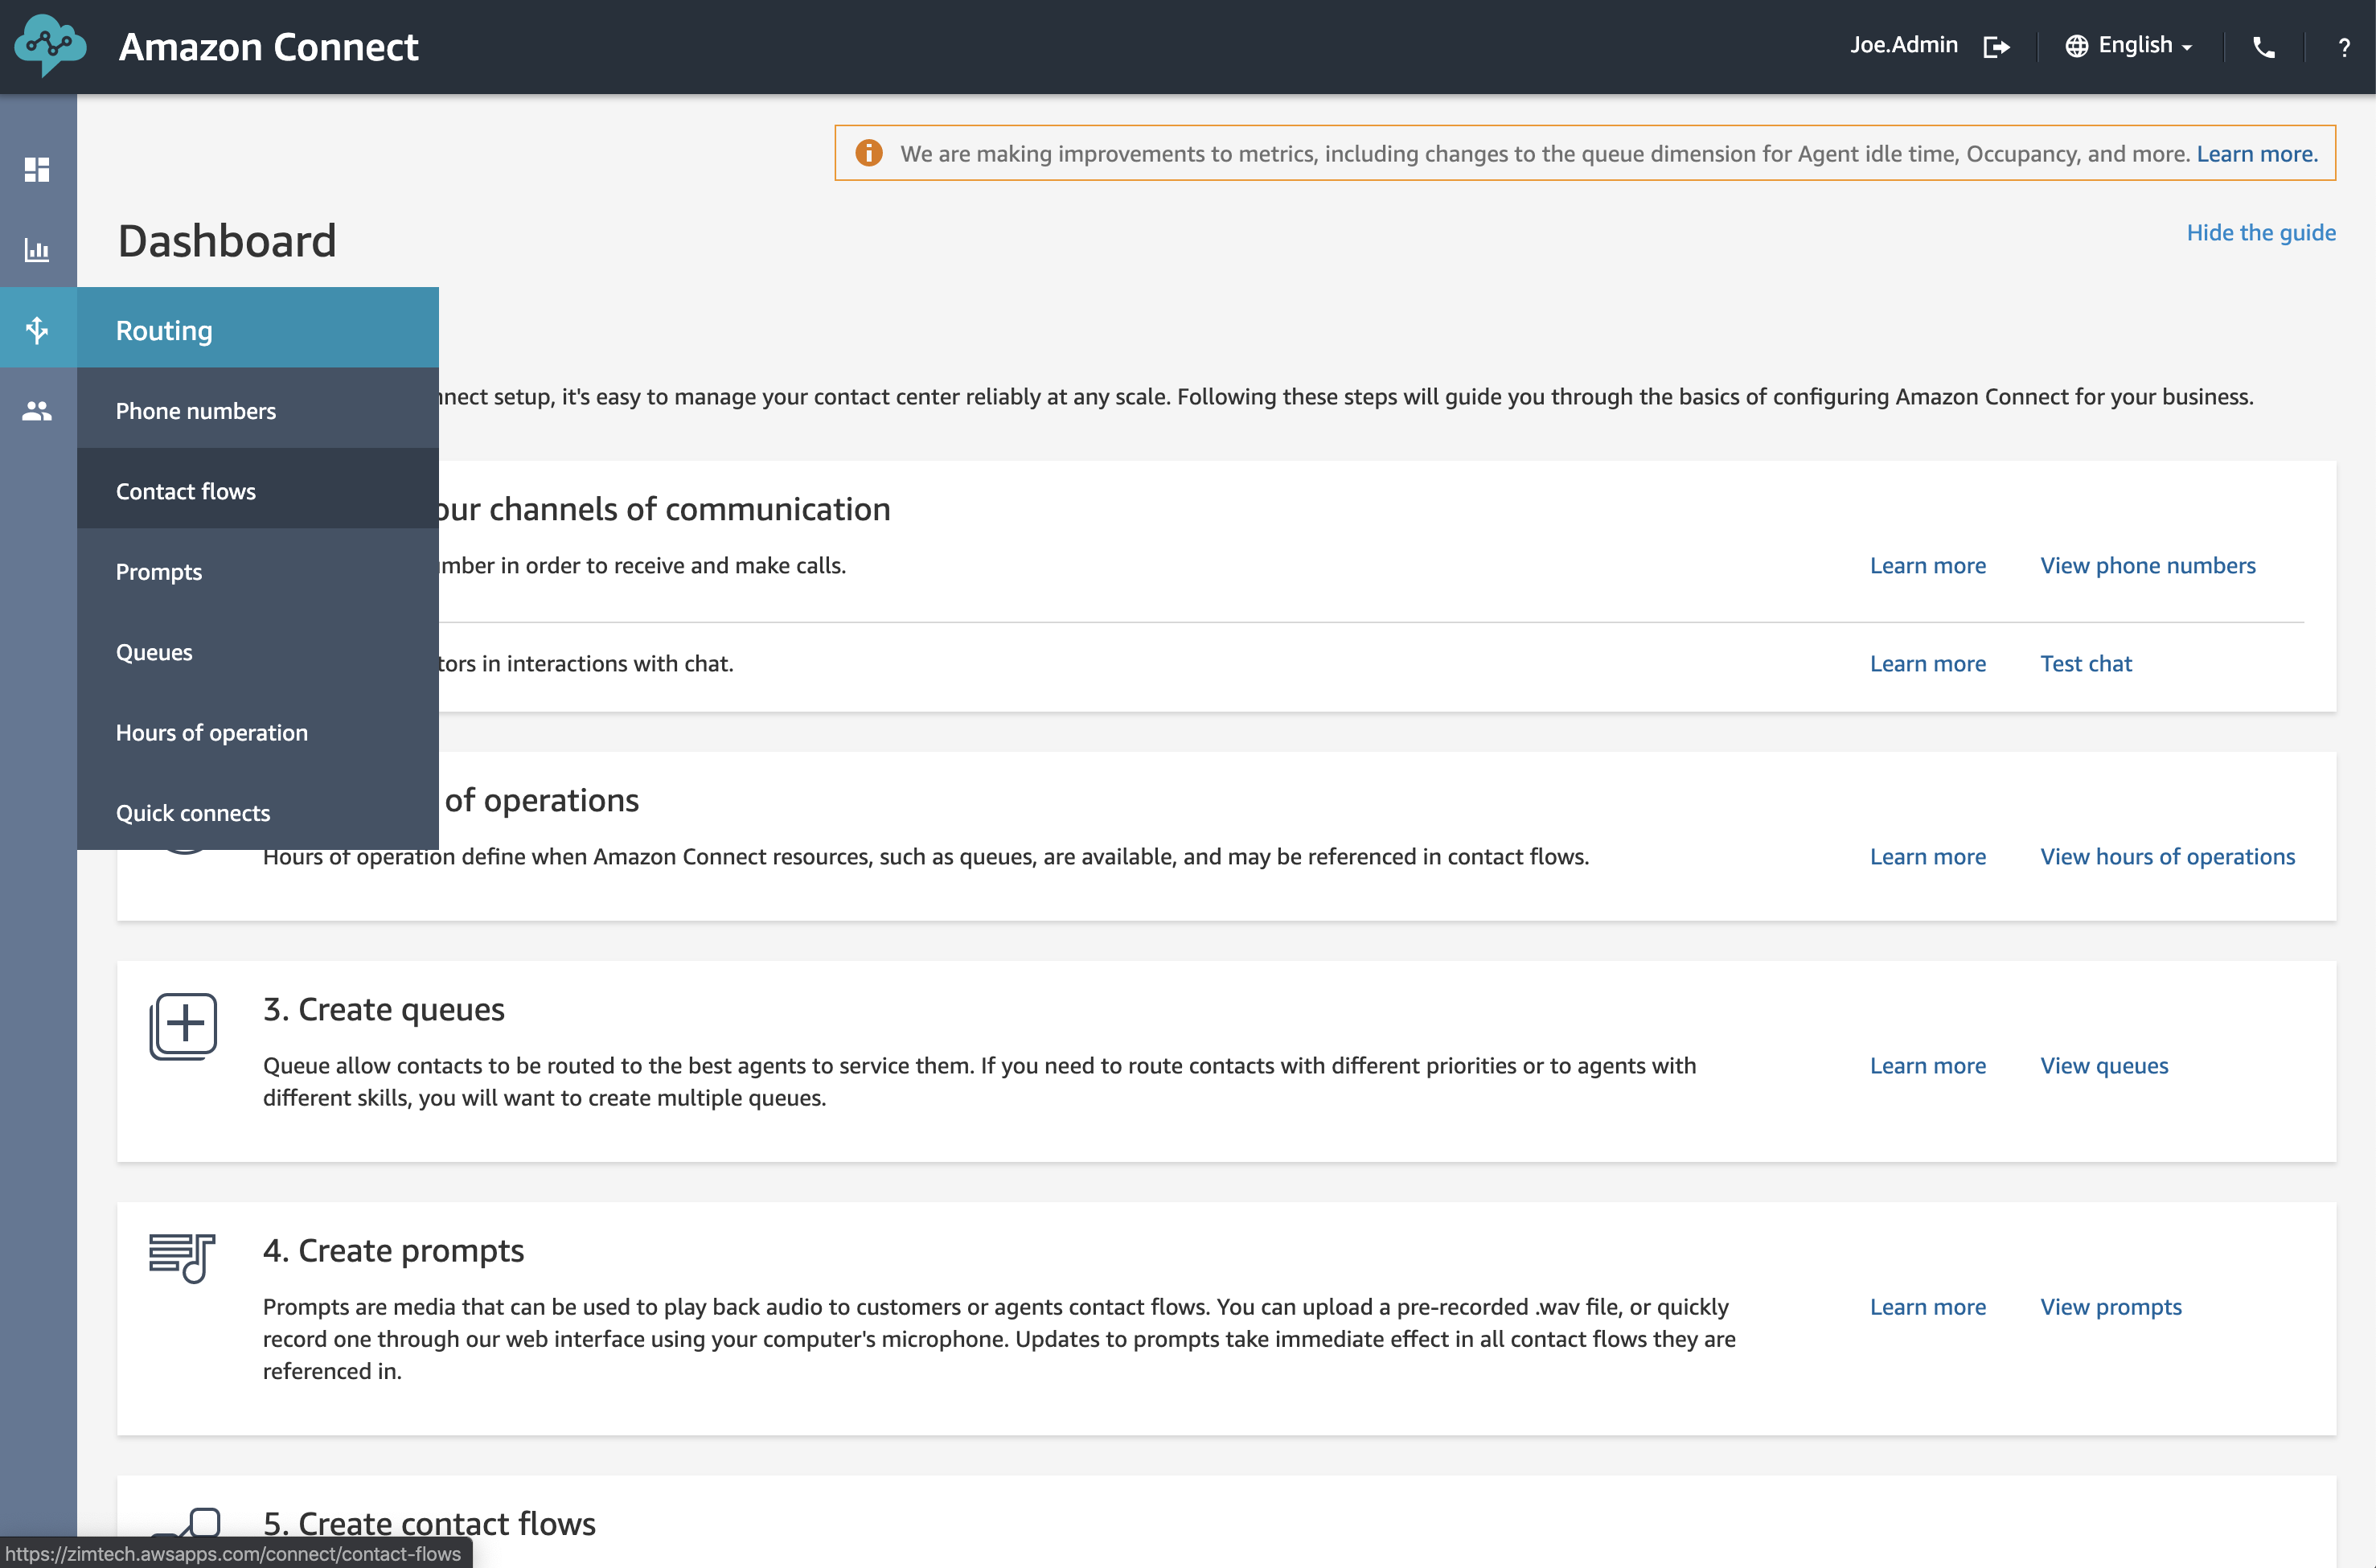 Amazon Connect
Joe.Admin
English
?
We are making improvements to metrics, including changes to the queue dimension for Agent idle time, Occupancy, and more. Learn more.
Dashboard
Hide the guide
Routing
Phone numbers
Contact flows
Prompts
Queues
Hours of operation
Quick connects
setup, it's easy to manage your contact center reliably at any scale. Following these steps will guide you through the basics of configuring Amazon Connect for your business.
channels of communication
in order to receive and make calls.
Learn more
View phone numbers
in interactions with chat.
Learn more
Test chat
of operations
Hours of operation define when Amazon Connect resources, such as queues, are available, and may be referenced in contact flows.
Learn more
View hours of operations
3. Create queues
Queue allow contacts to be routed to the best agents to service them. If you need to route contacts with different priorities or to agents with
different skills, you will want to create multiple queues.
Learn more
View queues
4. Create prompts
Prompts are media that can be used to play back audio to customers or agents contact flows. You can upload a pre-recorded .wav file, or quickly
record one through our web interface using your computer's microphone. Updates to prompts take immediate effect in all contact flows they are
referenced in.
Learn more
View prompts
5. Create contact flows
https://zimtech.awsapps.com/connect/contact-flows